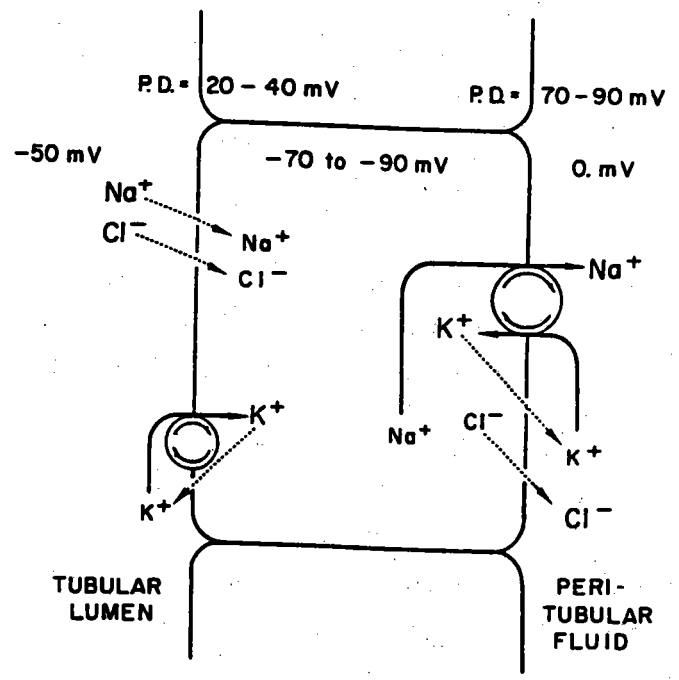 P.D.= 20-40 mV
P.D.= 70-90 mV
-50 mV
-70 to -90 mV
0. mV
Na⁺
Cl⁻
Na⁺
Cl⁻
Na⁺
K⁺
K⁺
Na⁺
Cl⁻
K⁺
K⁺
Cl⁻
TUBULAR
LUMEN
PERI-
TUBULAR
FLUID